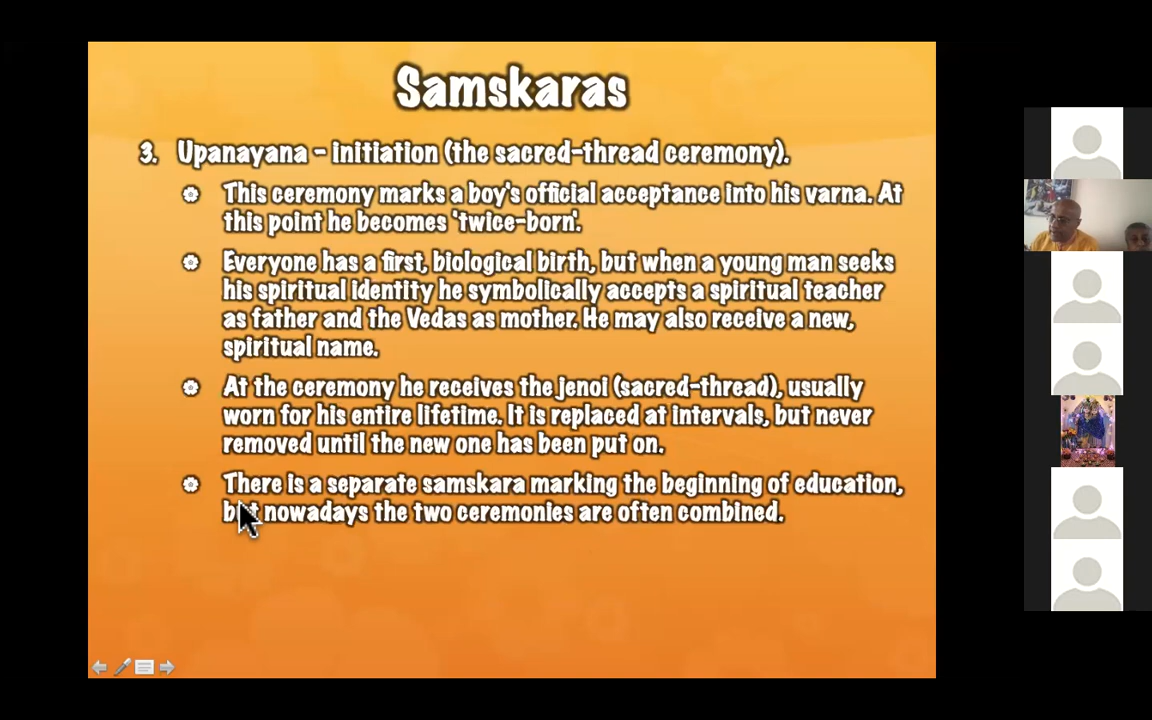 Samskaras
3. Upanayana - initiation (the sacred-thread ceremony).
This ceremony marks a boy's official acceptance into his varna. At
this point he becomes 'twice-born'.
Everyone has a first, biological birth, but when a young man seeks
his spiritual identity he symbolically accepts a spiritual teacher
as father and the Vedas as mother. He may also receive a new,
spiritual name.
At the ceremony he receives the jenoi (sacred-thread), usually
worn for his entire lifetime. It is replaced at intervals, but never
removed until the new one has been put on.
There is a separate samskara marking the beginning of education,
but nowadays the two ceremonies are often combined.